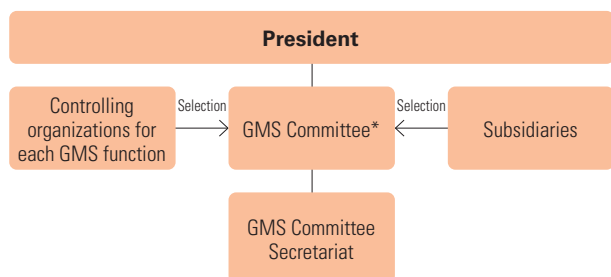 President
Controlling
organizations for
each GMS function
Selection
GMS Committee*
Selection
Subsidiaries
GMS Committee
Secretariat